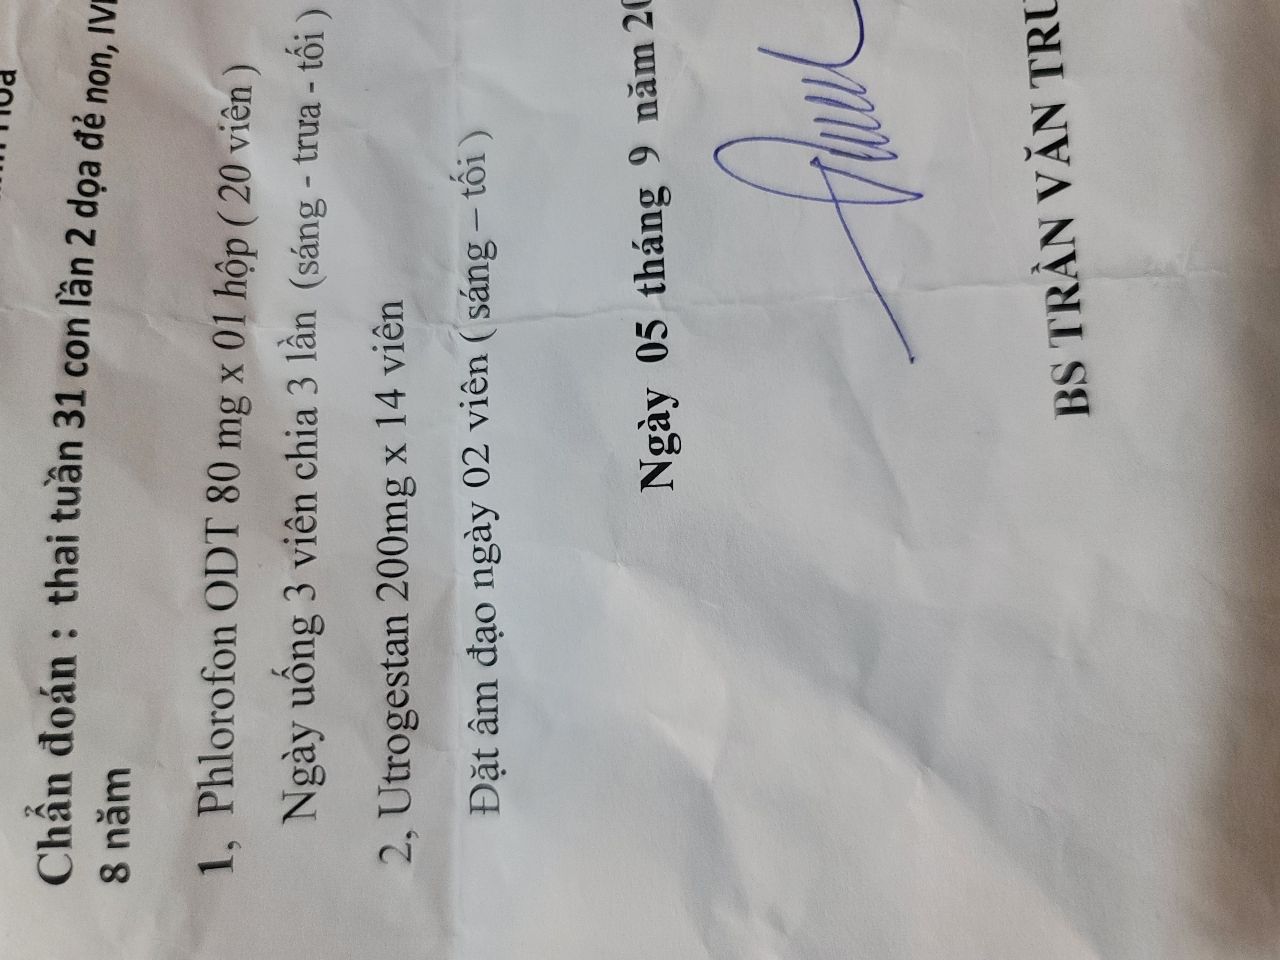 Chẩn đoán : thai tuần 31 con lần 2 dọa đẻ non,
8 năm
1, Phlorofon ODT 80 mg x 01 hộp ( 20 viên )
Ngày uống 3 viên chia 3 lần (sáng - trưa - tối )
2, Utrogestan 200mg x 14 viên
Đặt âm đạo ngày 02 viên ( sáng – tối )
Ngày 05 tháng 9 năm
BS TRẦN VĂN